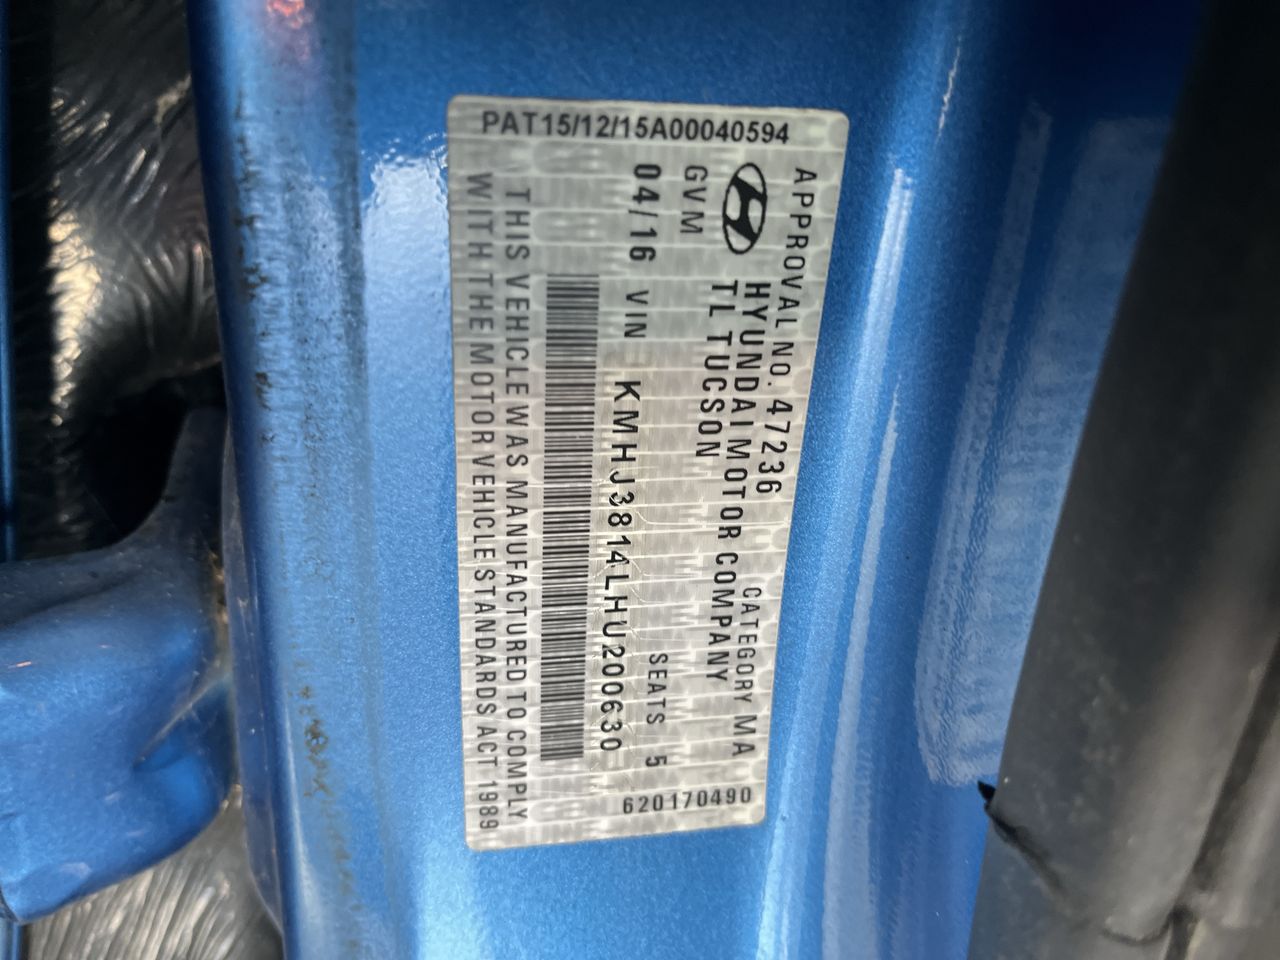 APPROVAL NO. 47236 CATEGORY MA
HYUNDAI MOTOR COMPANY
TL TUCSON
GVM SEATS 5
04/16 VIN KMHJ3814LHU200630
THIS VEHICLE WAS MANUFACTURED TO COMPLY
WITH THE MOTOR VEHICLE STANDARDS ACT 1989
PAT15/12/15A00040594
620170490